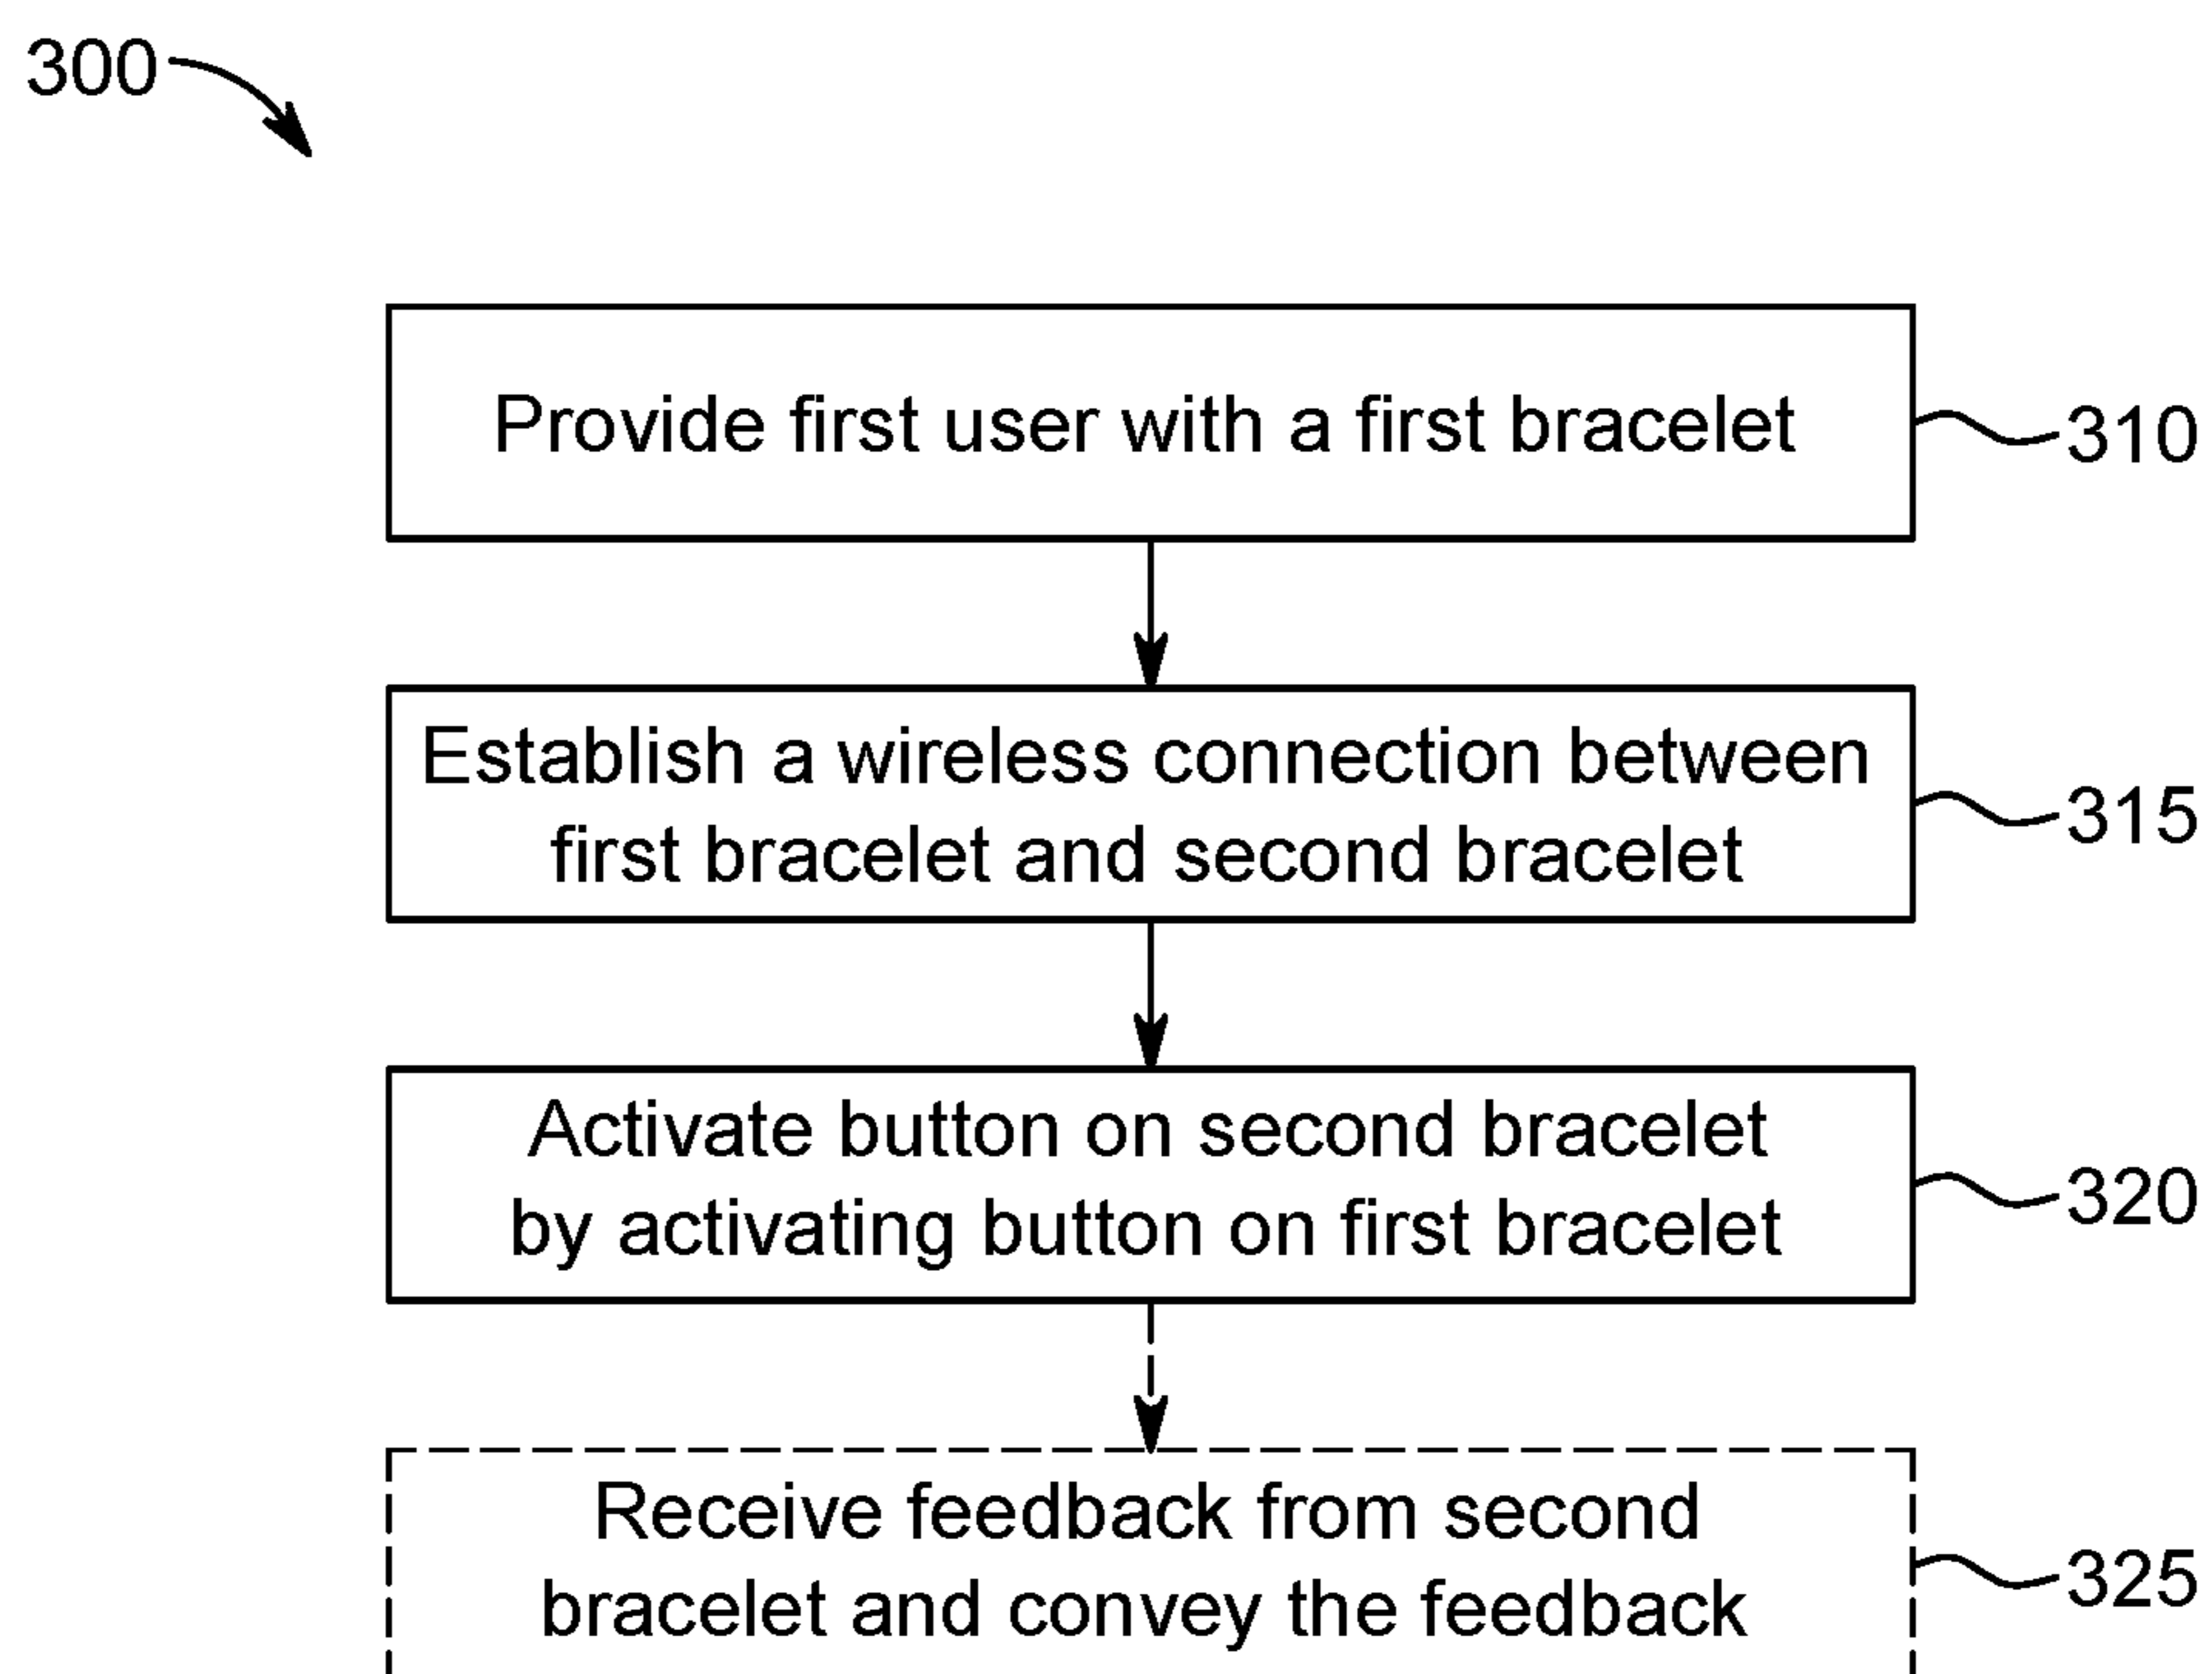 300
Provide first user with a first bracelet
310
Establish a wireless connection between
first bracelet and second bracelet
315
Activate button on second bracelet
by activating button on first bracelet
320
Receive feedback from second
bracelet and convey the feedback
325